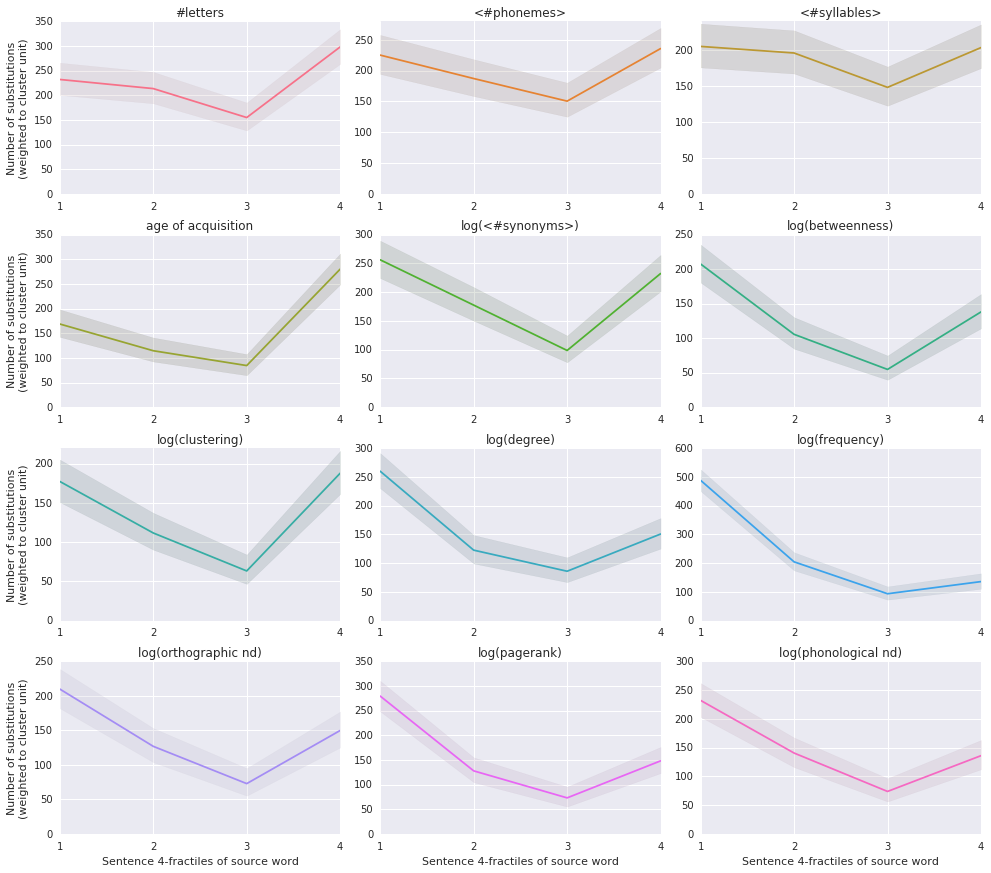 #letters
<#phonemes>
<#syllables>
Number of substitutions
(weighted to cluster unit)
350
300
250
200
150
100
50
0
1 2 3 4
250
200
150
100
50
0
1 2 3 4
200
150
100
50
0
1 2 3 4
age of acquisition
log(<#synonyms>)
log(betweenness)
Number of substitutions
(weighted to cluster unit)
350
300
250
200
150
100
50
0
1 2 3 4
300
250
200
150
100
50
0
1 2 3 4
250
200
150
100
50
0
1 2 3 4
log(clustering)
log(degree)
log(frequency)
Number of substitutions
(weighted to cluster unit)
200
150
100
50
0
1 2 3 4
300
250
200
150
100
50
0
1 2 3 4
600
500
400
300
200
100
0
1 2 3 4
log(orthographic nd)
log(pagerank)
log(phonological nd)
Number of substitutions
(weighted to cluster unit)
250
200
150
100
50
0
1 2 3 4
350
300
250
200
150
100
50
0
1 2 3 4
300
250
200
150
100
50
0
1 2 3 4
Sentence 4-fractiles of source word
Sentence 4-fractiles of source word
Sentence 4-fractiles of source word